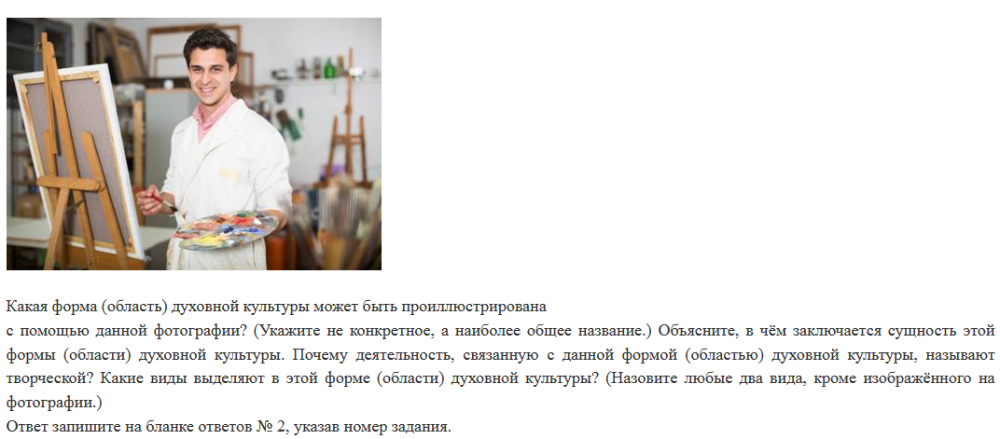 Какая форма (область) духовной культуры может быть проиллюстрирована
с помощью данной фотографии? (Укажите не конкретное, а наиболее общее название.) Объясните, в чём заключается сущность этой
формы (области) духовной культуры. Почему деятельность, связанную с данной формой (областью) духовной культуры, называют
творческой? Какие виды выделяют в этой форме (области) духовной культуры? (Назовите любые два вида, кроме изображённого на
фотографии.)
Ответ запишите на бланке ответов № 2, указав номер задания.